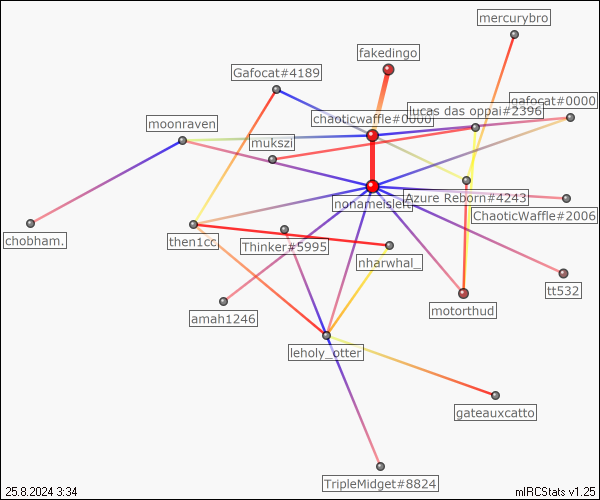 mercurybro
fakedingo
Gafocat#4189
gafocat#0000
lucas das oppai#2396
chaoticwaffle#0000
moonraven
mukszi
Azure Reborn#4243
nonameisleft
ChaoticWaffle#2006
chobham.
then1cc
Thinker#5995
nharwhal_
tt532
amah1246
motorthud
leholy_otter
gateauxcatto
TripleMidget#8824
25.8.2024 3:34
mIRCStats v1.25